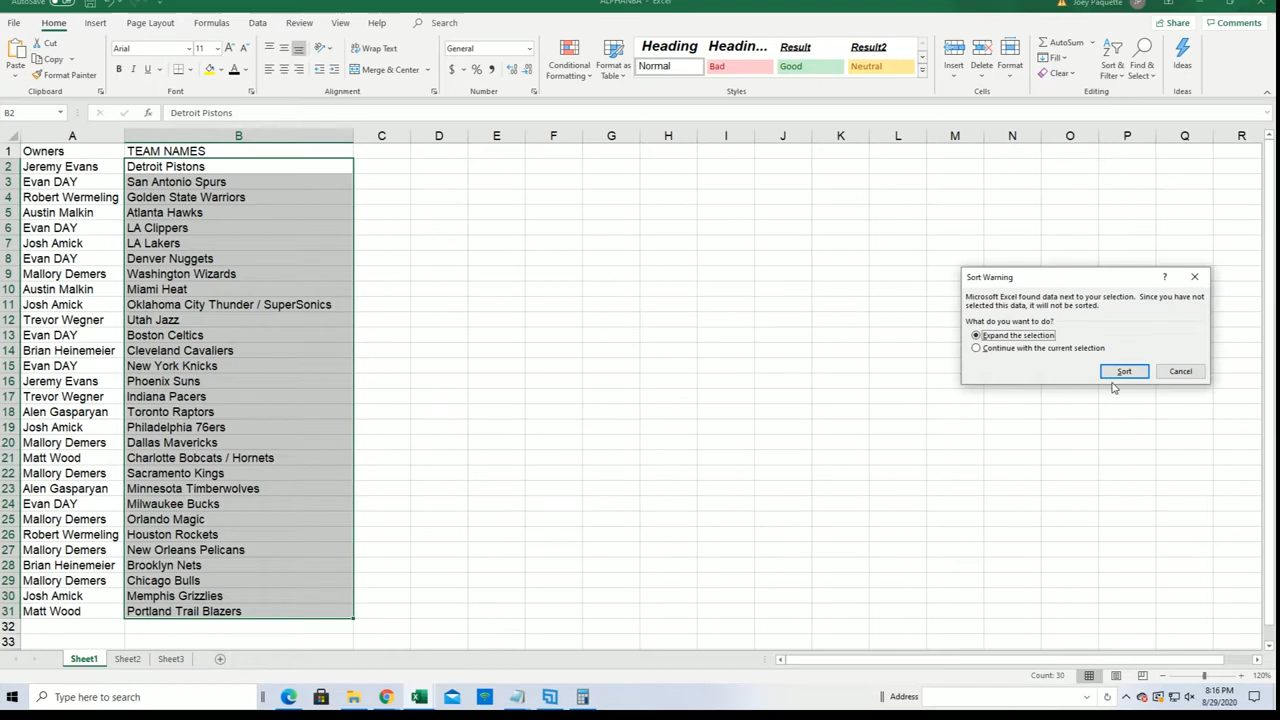 AutoSave Off
ALPHANBA - Excel
Joey Paquette JP
File Home Insert Page Layout Formulas Data Review View Help Search
Share Comments
Paste Cut Copy Format Painter
Arial 11
B I U
Wrap Text
Merge & Center
General
$ % ,
Conditional Formatting Format as Table
Heading Headin... Result Result2
Normal Bad Good Neutral
Insert Delete Format
AutoSum Fill Clear
Sort & Filter Find & Select
Ideas
Clipboard Font Alignment Number Styles Cells Editing Ideas
B2 Detroit Pistons
A B C D E F G H I J K L M N O P Q R
1 Owners TEAM NAMES
2 Jeremy Evans Detroit Pistons
3 Evan DAY San Antonio Spurs
4 Robert Wermeling Golden State Warriors
5 Austin Malkin Atlanta Hawks
6 Evan DAY LA Clippers
7 Josh Amick LA Lakers
8 Evan DAY Denver Nuggets
9 Mallory Demers Washington Wizards
10 Austin Malkin Miami Heat
11 Josh Amick Oklahoma City Thunder / SuperSonics
12 Trevor Wegner Utah Jazz
13 Evan DAY Boston Celtics
14 Brian Heinemeier Cleveland Cavaliers
15 Evan DAY New York Knicks
16 Jeremy Evans Phoenix Suns
17 Trevor Wegner Indiana Pacers
18 Alen Gasparyan Toronto Raptors
19 Josh Amick Philadelphia 76ers
20 Mallory Demers Dallas Mavericks
21 Matt Wood Charlotte Bobcats / Hornets
22 Mallory Demers Sacramento Kings
23 Alen Gasparyan Minnesota Timberwolves
24 Evan DAY Milwaukee Bucks
25 Mallory Demers Orlando Magic
26 Robert Wermeling Houston Rockets
27 Mallory Demers New Orleans Pelicans
28 Brian Heinemeier Brooklyn Nets
29 Mallory Demers Chicago Bulls
30 Josh Amick Memphis Grizzlies
31 Matt Wood Portland Trail Blazers
32
33
Sort Warning ?
Microsoft Excel found data next to your selection. Since you have not
selected this data, it will not be sorted.
What do you want to do?
Expand the selection
Continue with the current selection
Sort Cancel
Sheet1 Sheet2 Sheet3
Count: 30 120%
Type here to search
Address
8:16 PM
8/29/2020